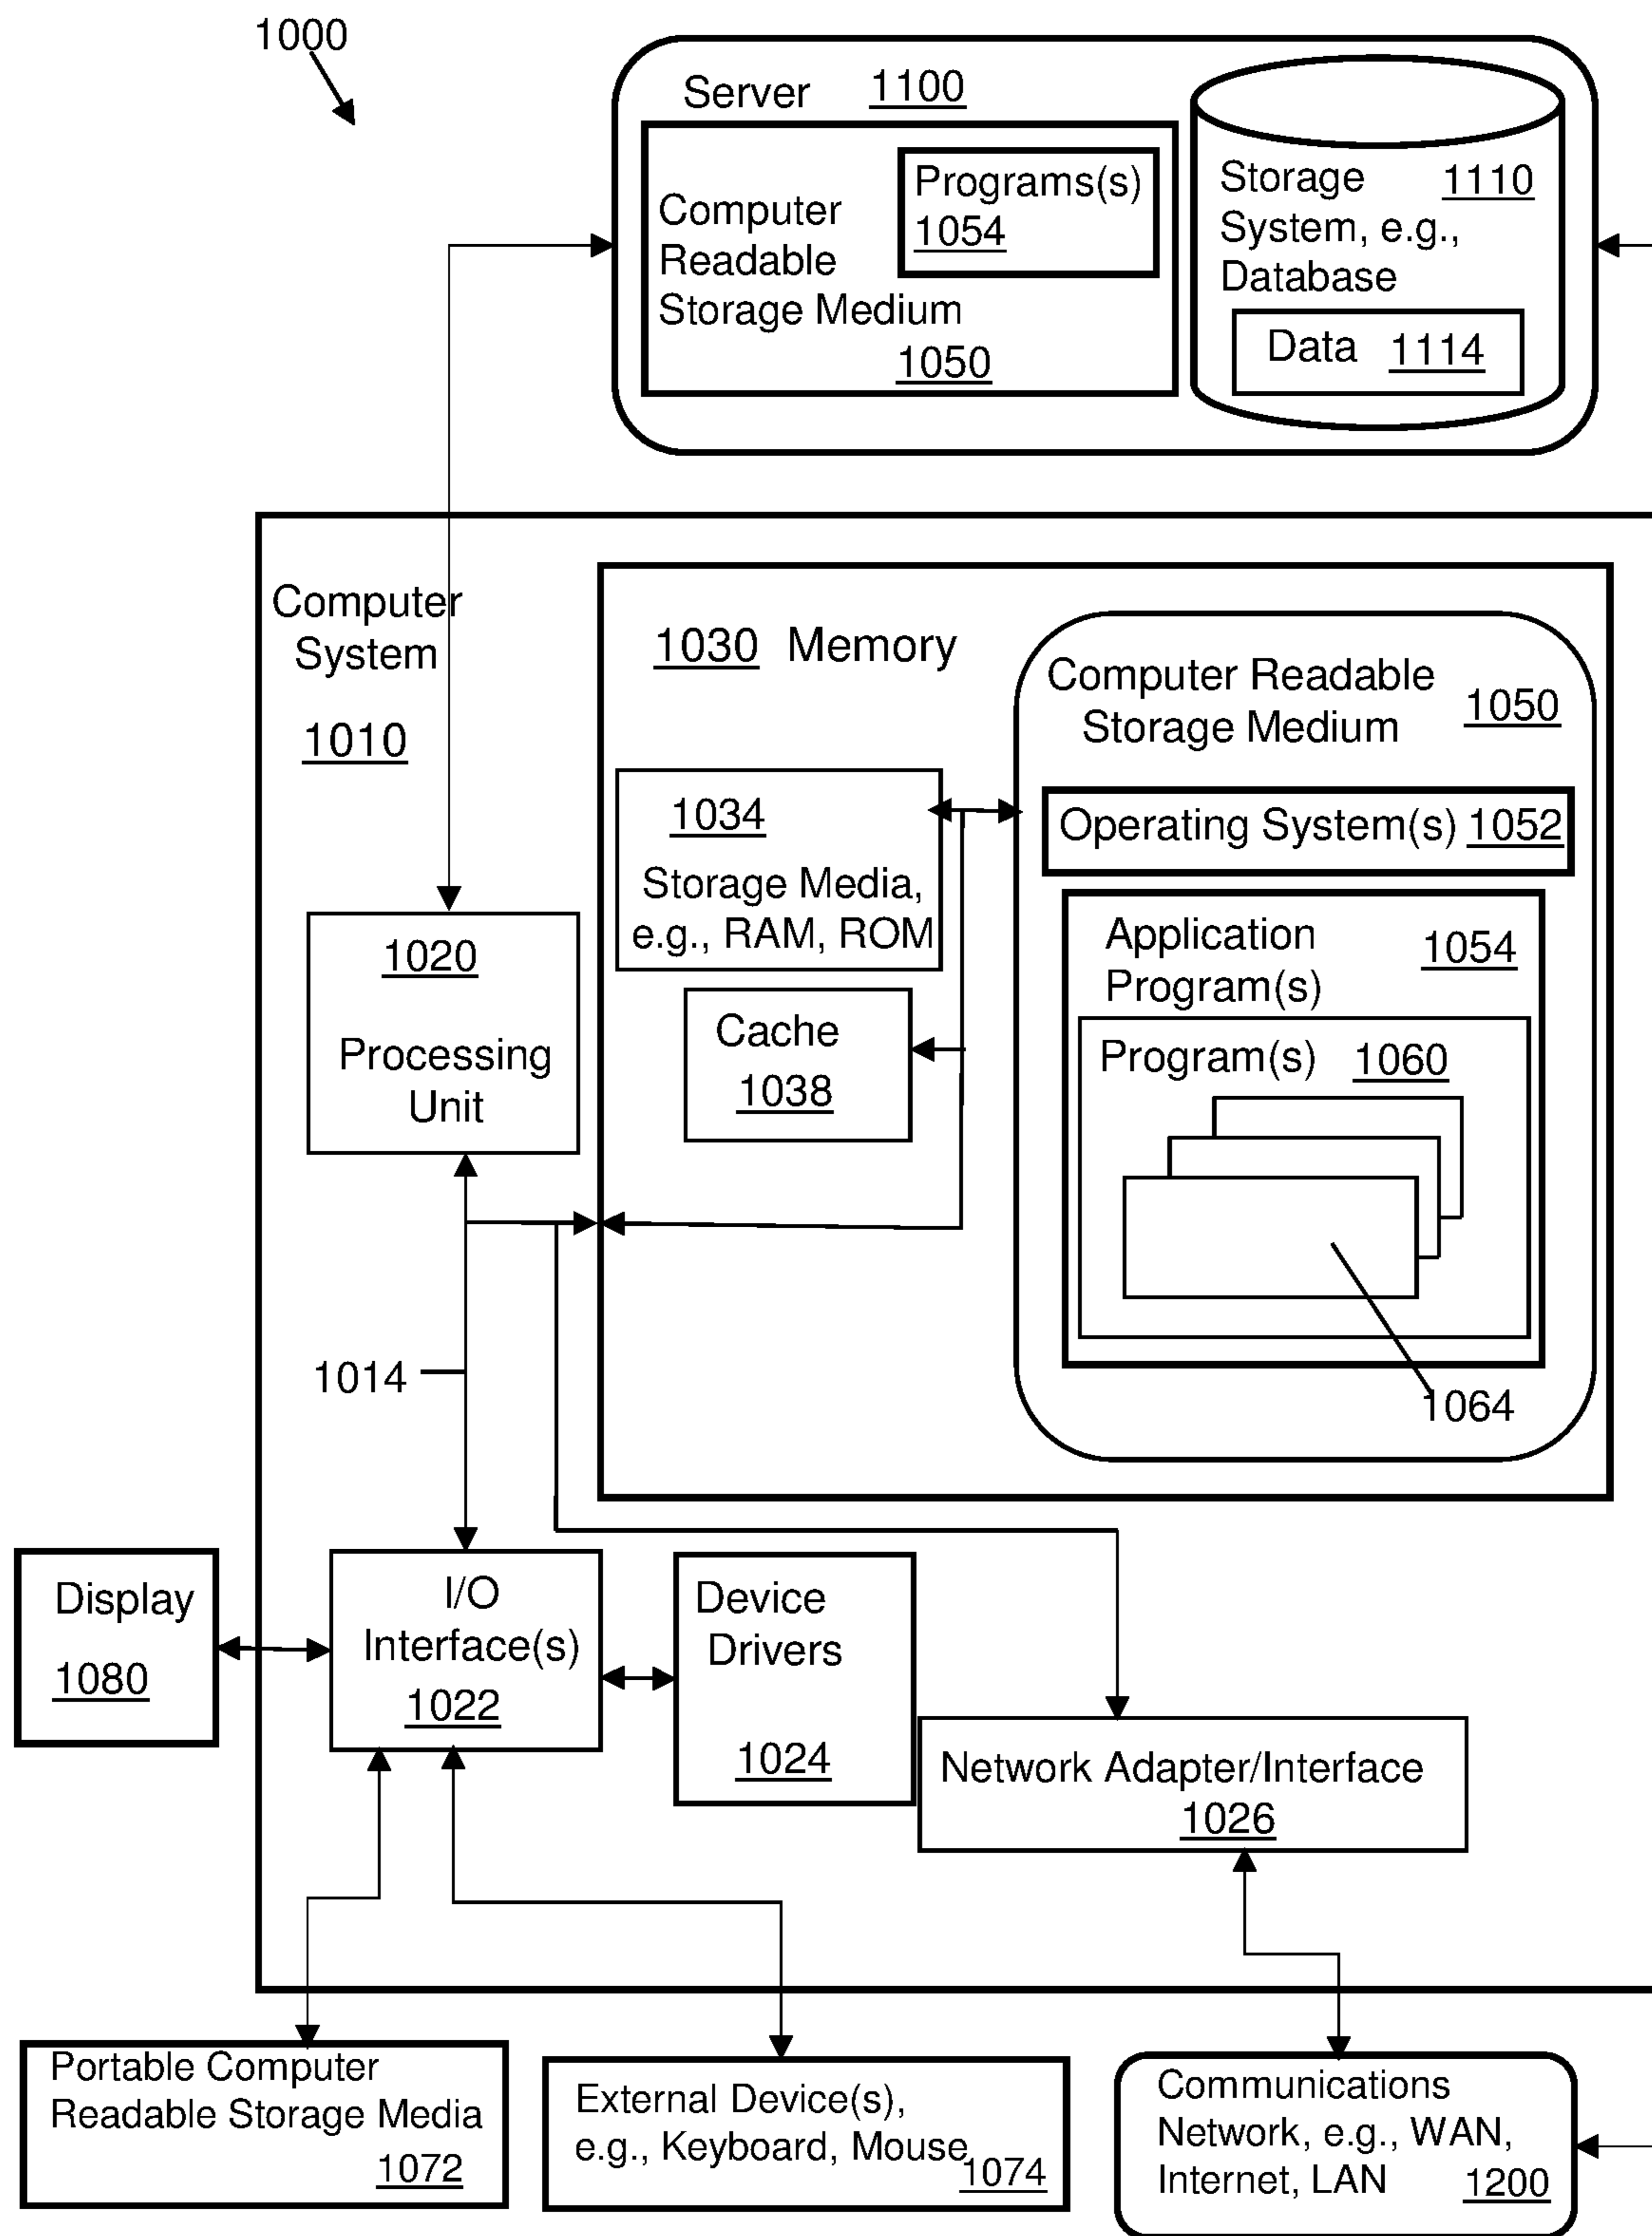 1000
Server 1100
Programs(s)
1054
Computer
Readable
Storage Medium
1050
Storage 1110
System, e.g.,
Database
Data 1114
Computer
System
1010
1030 Memory
Computer Readable
Storage Medium
1050
1034
Storage Media,
e.g., RAM, ROM
Operating System(s) 1052
Application
Program(s)
1054
1020
Processing
Unit
Cache
1038
Program(s) 1060
1014
1064
Display
1080
I/O
Interface(s)
1022
Device
Drivers
1024
Network Adapter/Interface
1026
Portable Computer
Readable Storage Media
1072
External Device(s),
e.g., Keyboard, Mouse
1074
Communications
Network, e.g., WAN,
Internet, LAN 1200